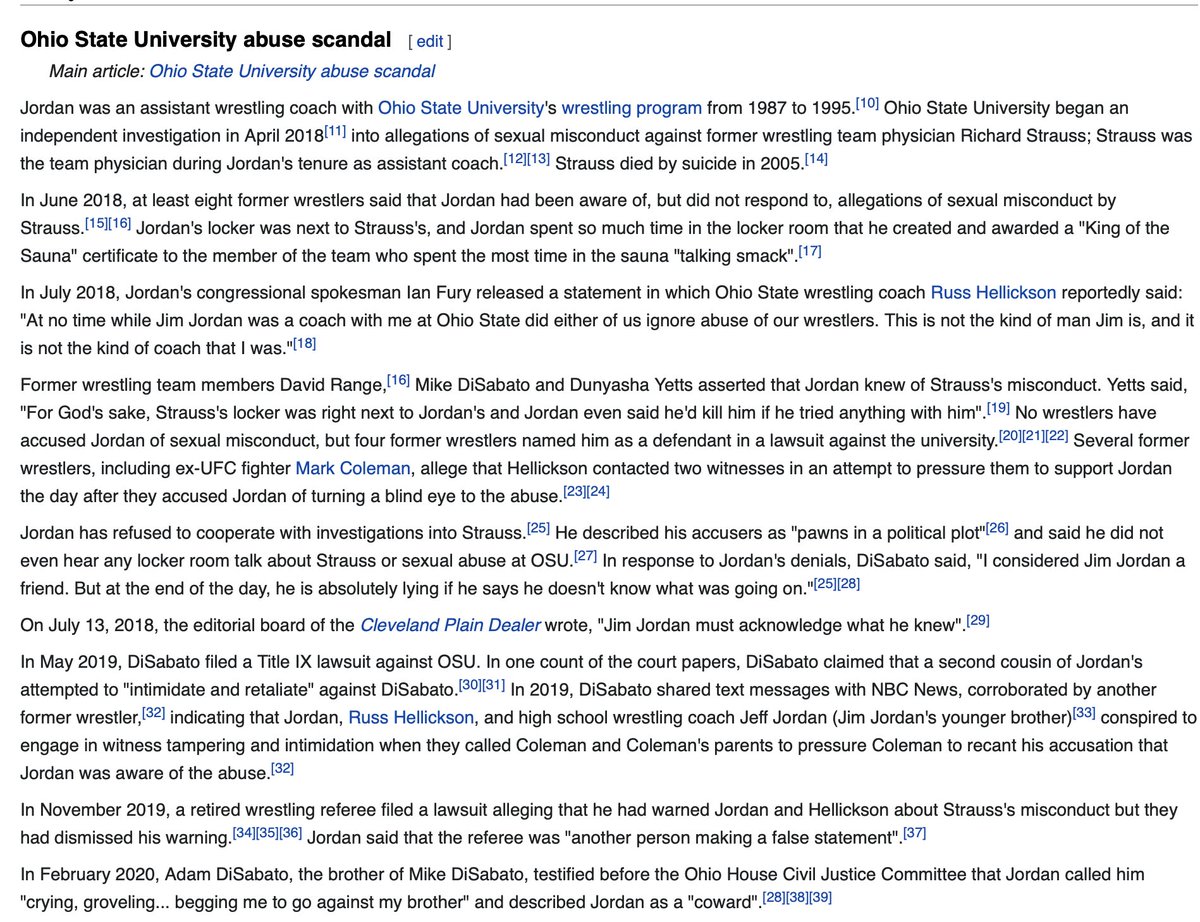 Ohio State University abuse scandal [ edit ]
Main article: Ohio State University abuse scandal
Jordan was an assistant wrestling coach with Ohio State University's wrestling program from 1987 to 1995.[10] Ohio State University began an
independent investigation in April 2018[11] into allegations of sexual misconduct against former wrestling team physician Richard Strauss; Strauss was
the team physician during Jordan's tenure as assistant coach.[12][13] Strauss died by suicide in 2005.[14]
In June 2018, at least eight former wrestlers said that Jordan had been aware of, but did not respond to, allegations of sexual misconduct by
Strauss.[15][16] Jordan's locker was next to Strauss's, and Jordan spent so much time in the locker room that he created and awarded a "King of the
Sauna" certificate to the member of the team who spent the most time in the sauna "talking smack".[17]
In July 2018, Jordan's congressional spokesman Ian Fury released a statement in which Ohio State wrestling coach Russ Hellickson reportedly said:
"At no time while Jim Jordan was a coach with me at Ohio State did either of us ignore abuse of our wrestlers. This is not the kind of man Jim is, and it
is not the kind of coach that I was."[18]
Former wrestling team members David Range,[16] Mike DiSabato and Dunyasha Yetts asserted that Jordan knew of Strauss's misconduct. Yetts said,
"For God's sake, Strauss's locker was right next to Jordan's and Jordan even said he'd kill him if he tried anything with him".[19] No wrestlers have
accused Jordan of sexual misconduct, but four former wrestlers named him as a defendant in a lawsuit against the university.[20][21][22] Several former
wrestlers, including ex-UFC fighter Mark Coleman, allege that Hellickson contacted two witnesses in an attempt to pressure them to support Jordan
the day after they accused Jordan of turning a blind eye to the abuse.[23][24]
Jordan has refused to cooperate with investigations into Strauss.[25] He described his accusers as "pawns in a political plot"[26] and said he did not
even hear any locker room talk about Strauss or sexual abuse at OSU.[27] In response to Jordan's denials, DiSabato said, "I considered Jim Jordan a
friend. But at the end of the day, he is absolutely lying if he says he doesn't know what was going on."[25][28]
On July 13, 2018, the editorial board of the Cleveland Plain Dealer wrote, "Jim Jordan must acknowledge what he knew".[29]
In May 2019, DiSabato filed a Title IX lawsuit against OSU. In one count of the court papers, DiSabato claimed that a second cousin of Jordan's
attempted to "intimidate and retaliate" against DiSabato.[30][31] In 2019, DiSabato shared text messages with NBC News, corroborated by another
former wrestler,[32] indicating that Jordan, Russ Hellickson, and high school wrestling coach Jeff Jordan (Jim Jordan's younger brother)[33] conspired to
engage in witness tampering and intimidation when they called Coleman and Coleman's parents to pressure Coleman to recant his accusation that
Jordan was aware of the abuse.[32]
In November 2019, a retired wrestling referee filed a lawsuit alleging that he had warned Jordan and Hellickson about Strauss's misconduct but they
had dismissed his warning.[34][35][36] Jordan said that the referee was "another person making a false statement".[37]
In February 2020, Adam DiSabato, the brother of Mike DiSabato, testified before the Ohio House Civil Justice Committee that Jordan called him
"crying, groveling... begging me to go against my brother" and described Jordan as a "coward".[28][38][39]